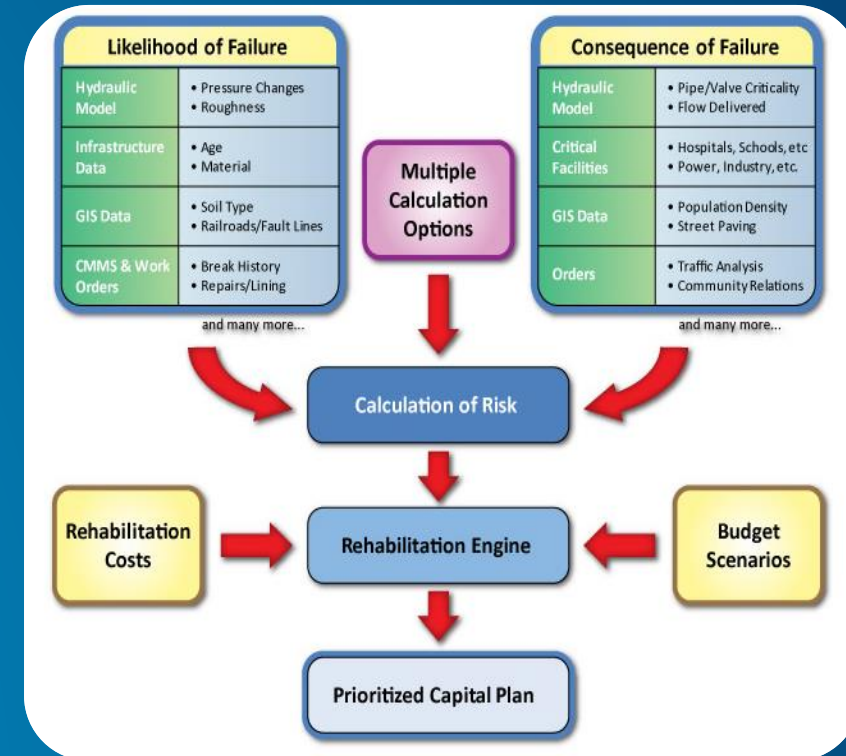 Likelihood of Failure
Hydraulic
Model
• Pressure Changes
• Roughness
Infrastructure
Data
• Age
• Material
GIS Data
• Soil Type
• Railroads/Fault Lines
CMMS & Work
Orders
• Break History
• Repairs/Lining
and many more...
Multiple
Calculation
Options
Consequence of Failure
Hydraulic
Model
• Pipe/Valve Criticality
• Flow Delivered
Critical
Facilities
• Hospitals, Schools, etc
• Power, Industry, etc.
GIS Data
• Population Density
• Street Paving
Orders
• Traffic Analysis
• Community Relations
and many more...
Calculation of Risk
Rehabilitation
Costs
Rehabilitation Engine
Budget
Scenarios
Prioritized Capital Plan